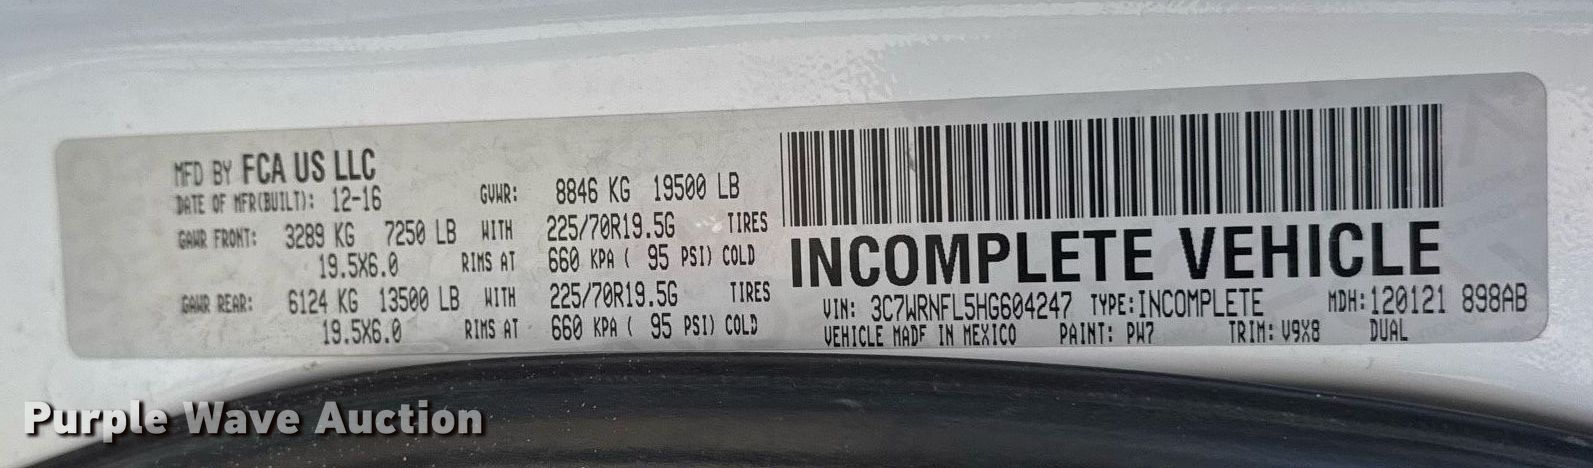 MFD BY FCA US LLC
DATE OF MFR(BUILT): 12-16 GVWR: 8846 KG 19500 LB
GAWR FRONT: 3289 KG 7250 LB WITH 225/70R19.5G TIRES
19.5X6.0 RIMS AT 660 KPA ( 95 PSI) COLD
GAWR REAR: 6124 KG 13500 LB WITH 225/70R19.5G TIRES
19.5X6.0 RIMS AT 660 KPA ( 95 PSI) COLD
INCOMPLETE VEHICLE
VIN: 3C7WRNFL5HG604247 TYPE: INCOMPLETE MDH: 120121 898AB
VEHICLE MADE IN MEXICO PAINT: PW7 TRIM: V9X8 DUAL
Purple Wave Auction